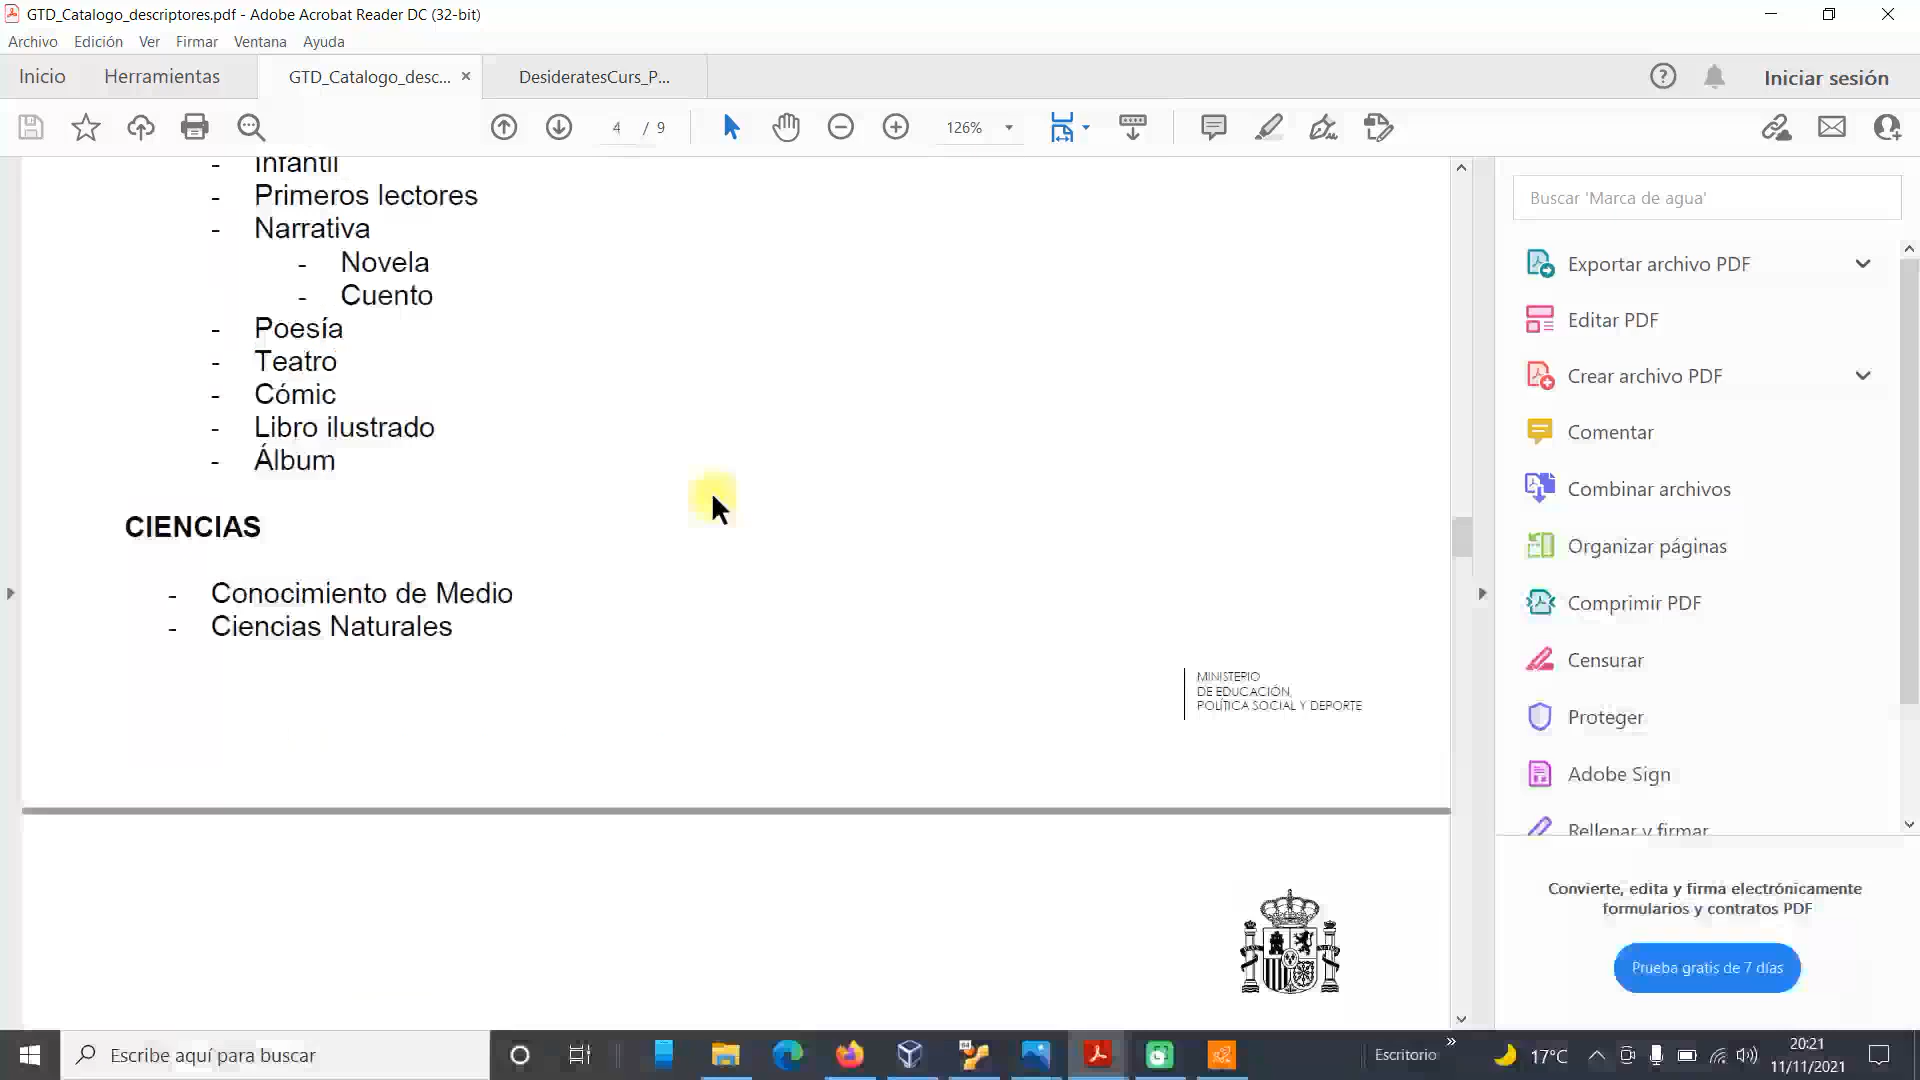 GTD_Catalogo_descriptores.pdf - Adobe Acrobat Reader DC (32-bit)
Archivo Edición Ver Firmar Ventana Ayuda
Inicio Herramientas GTD_Catalogo_desc... × DesideratesCurs_P... Iniciar sesión
4 / 9 126%
- Infantil
- Primeros lectores
- Narrativa
- Novela
- Cuento
- Poesía
- Teatro
- Cómic
- Libro ilustrado
- Álbum
CIENCIAS
- Conocimiento de Medio
- Ciencias Naturales
MINISTERIO
DE EDUCACIÓN,
POLÍTICA SOCIAL Y DEPORTE
Buscar 'Marca de agua'
Exportar archivo PDF
Editar PDF
Crear archivo PDF
Comentar
Combinar archivos
Organizar páginas
Comprimir PDF
Censurar
Proteger
Adobe Sign
Rellenar y firmar
Convierte, edita y firma electrónicamente
formularios y contratos PDF
Prueba gratis de 7 días
Escribe aquí para buscar
Escritorio » 17°C
20:21
11/11/2021